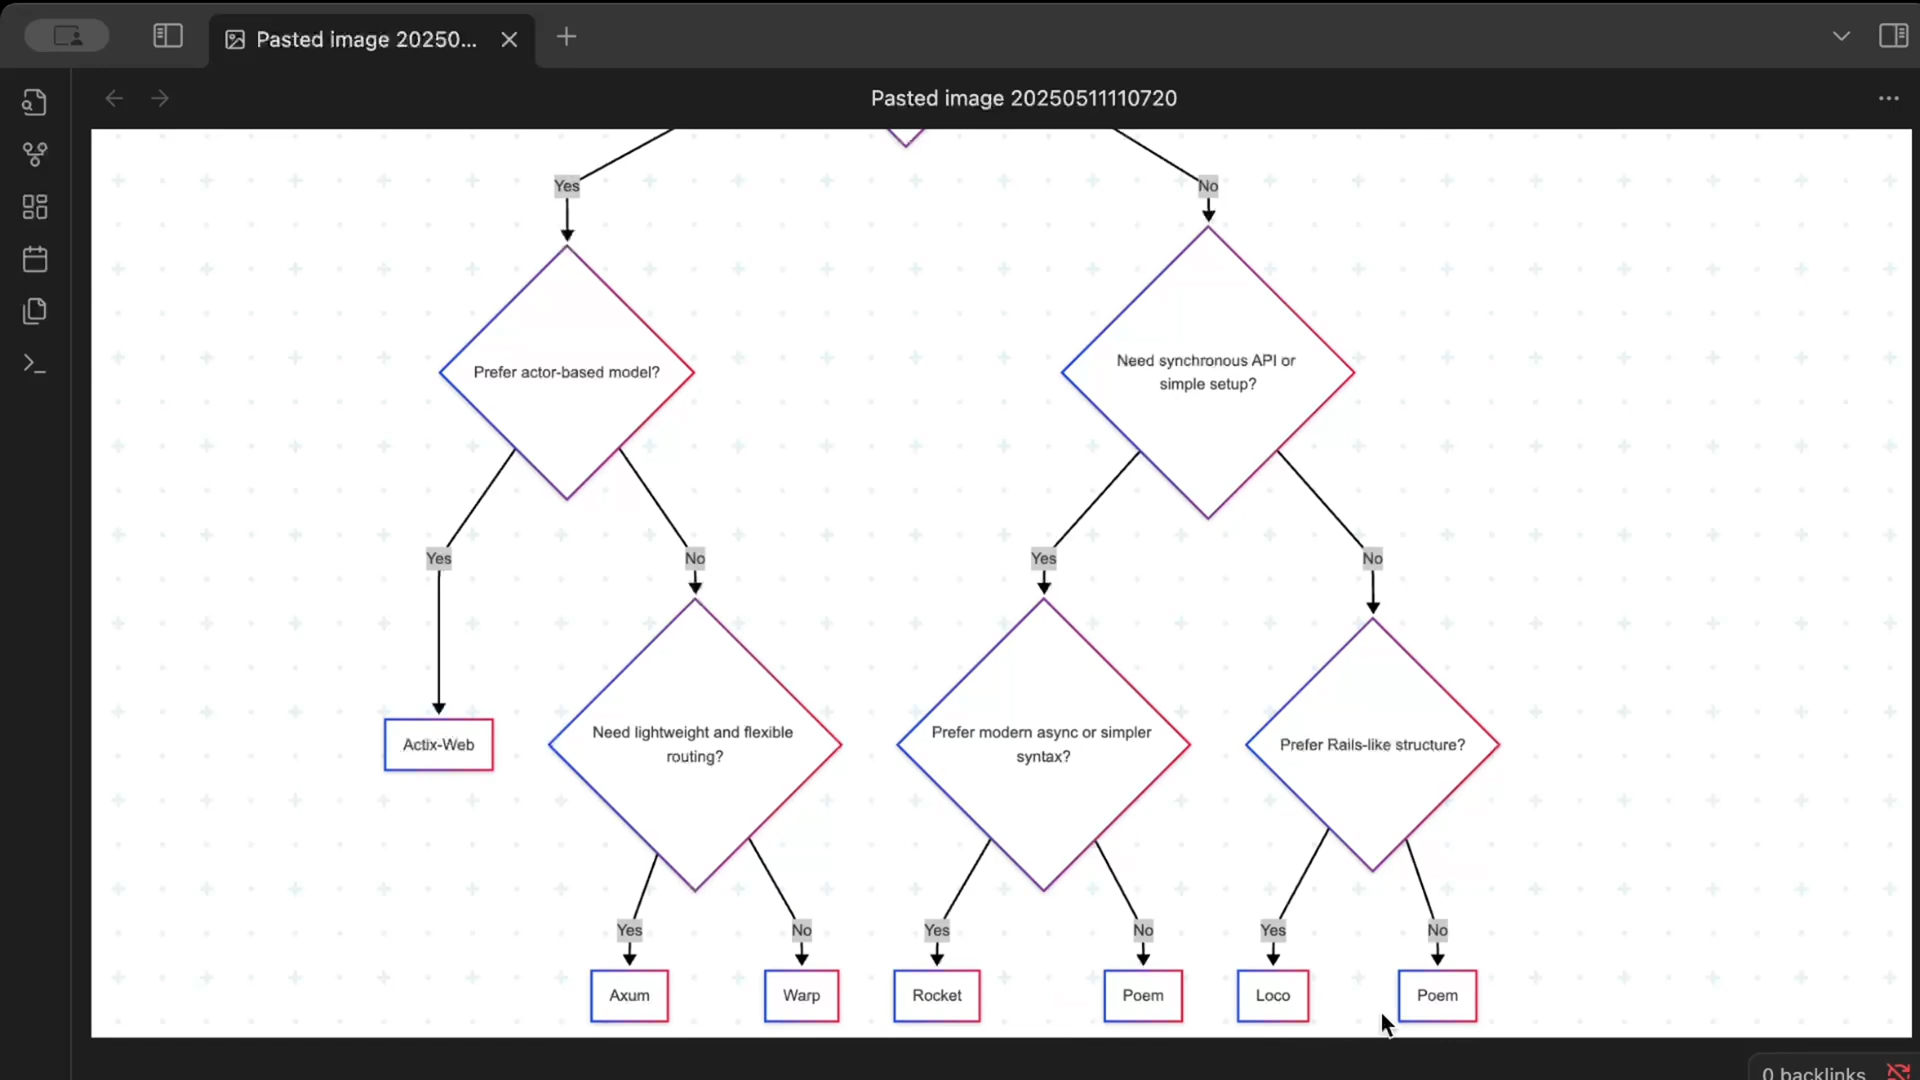 Pasted image 20250...
Pasted image 20250511110720
Yes
No
Prefer actor-based model?
Need synchronous API or
simple setup?
Yes
No
Yes
No
Actix-Web
Need lightweight and flexible
routing?
Prefer modern async or simpler
syntax?
Prefer Rails-like structure?
Yes
No
Yes
No
Yes
No
Axum
Warp
Rocket
Poem
Loco
Poem
0 backlinks